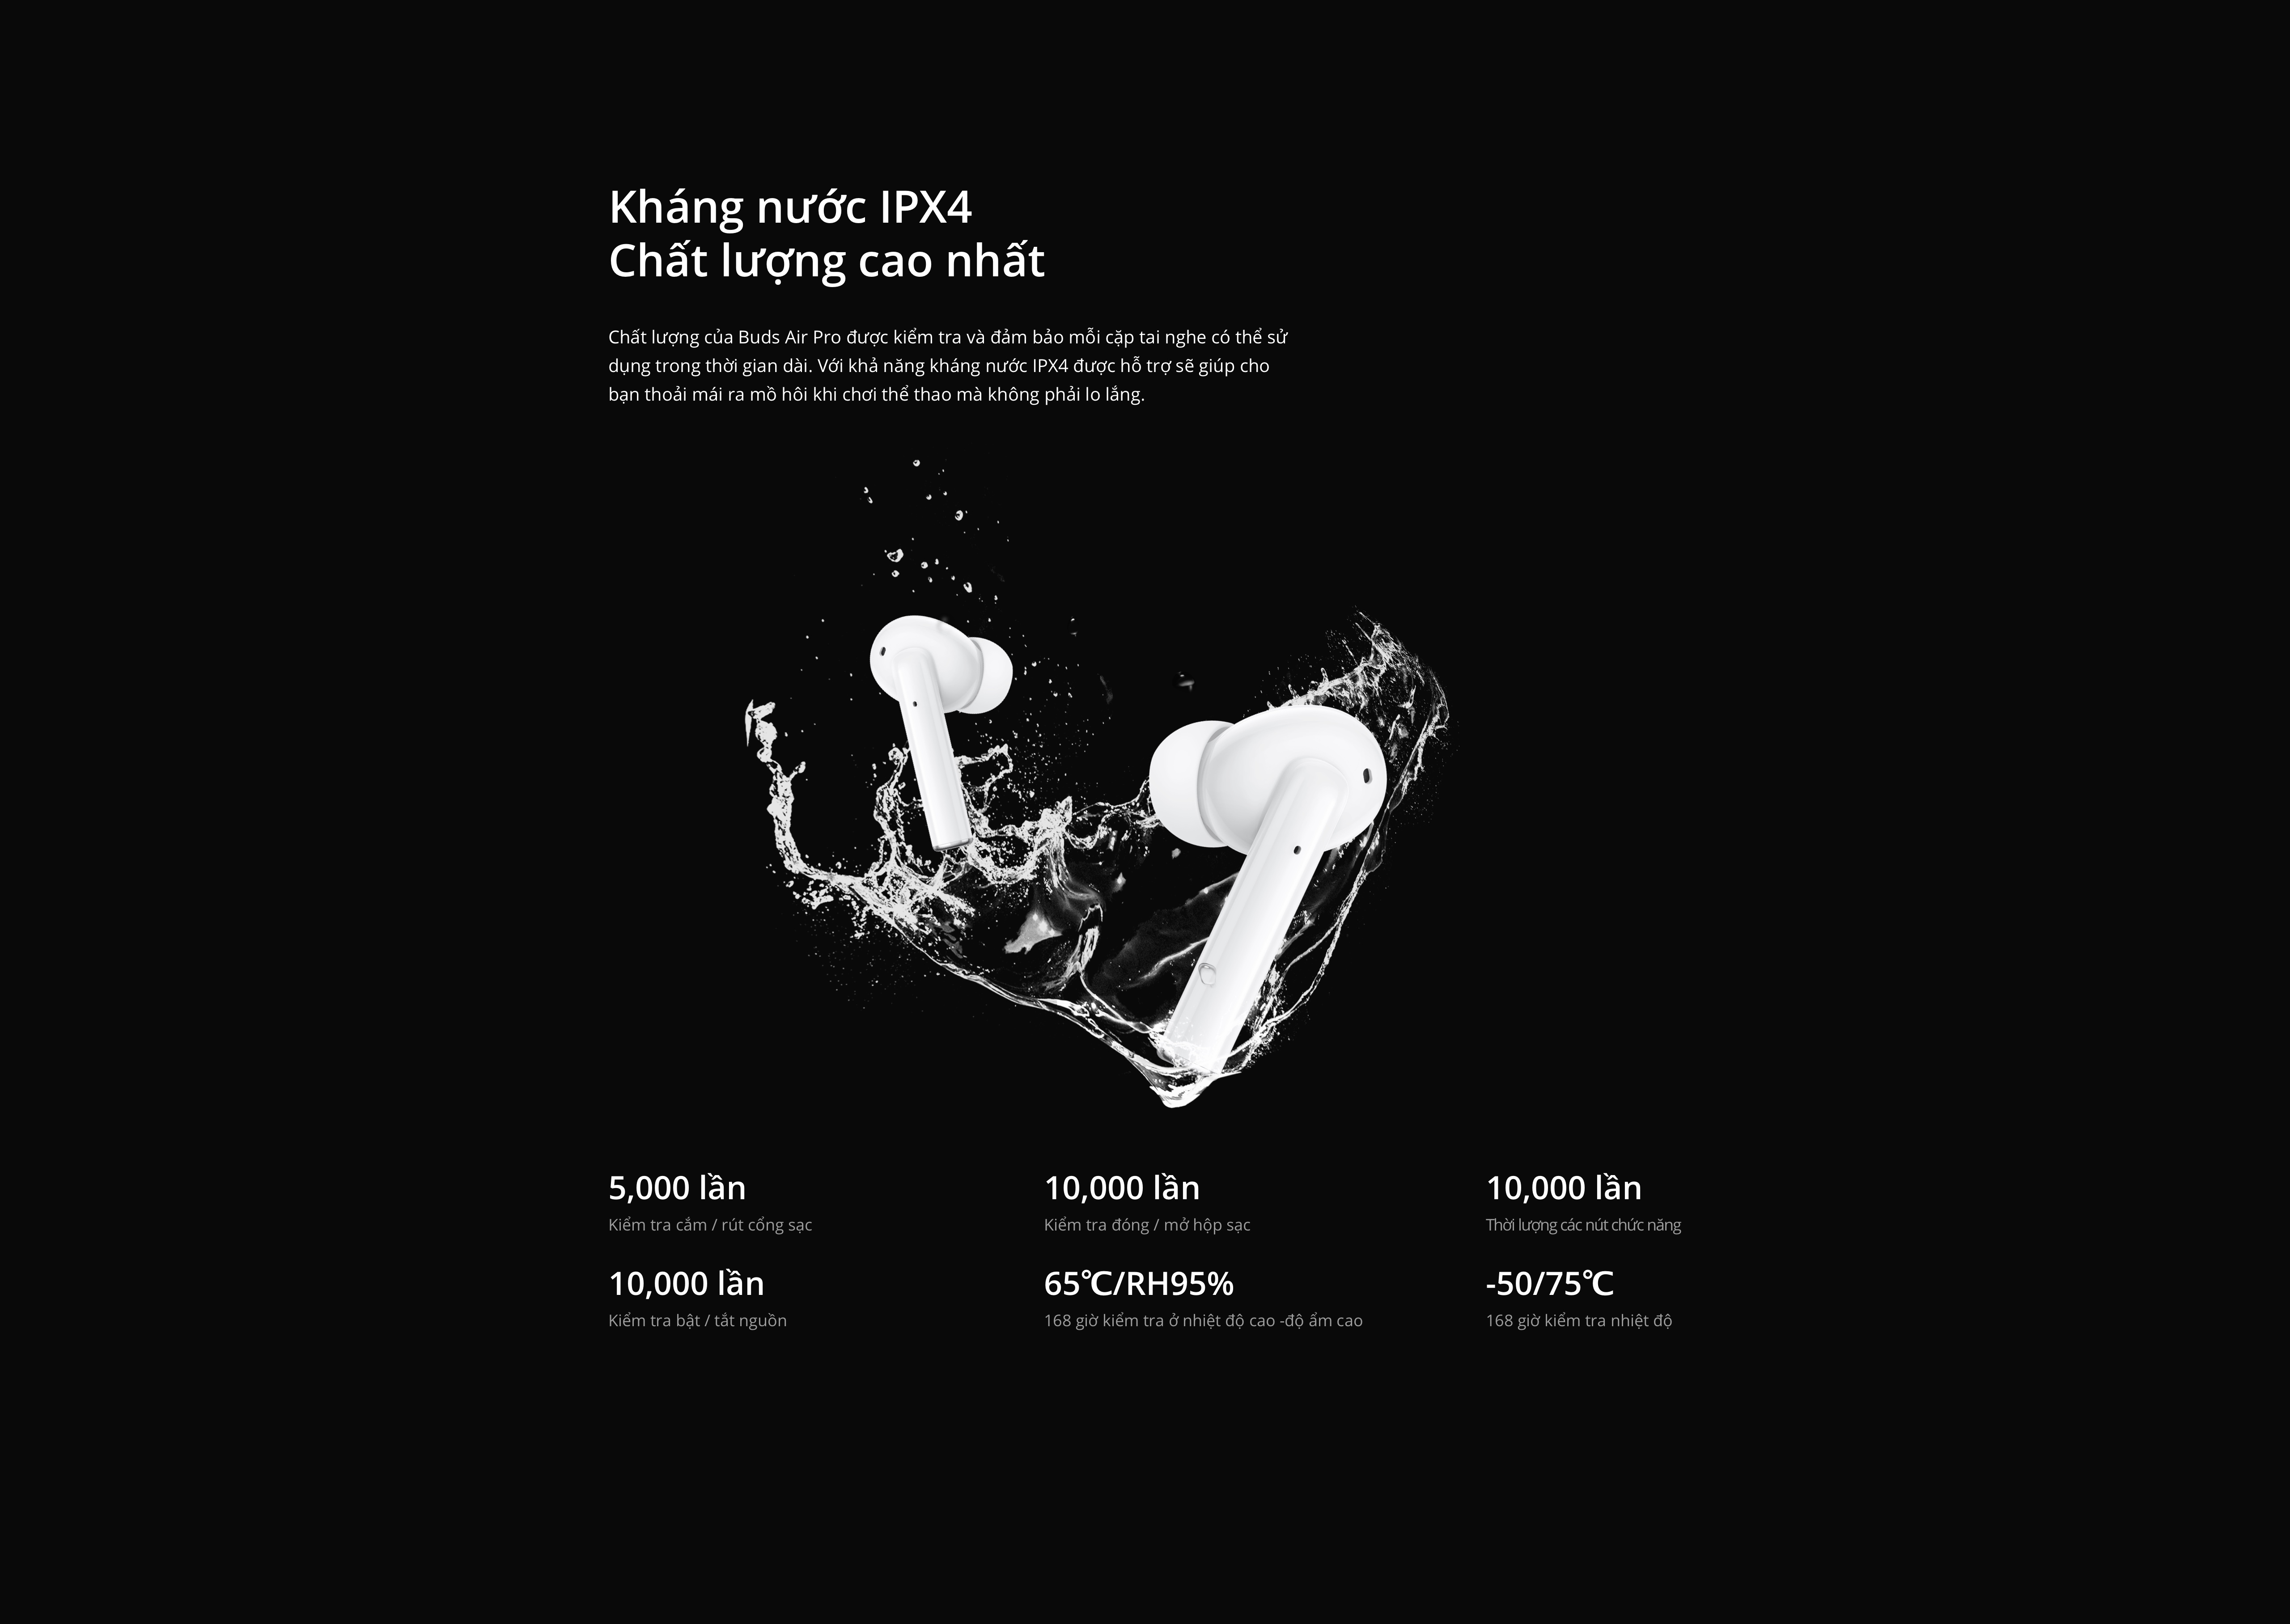 Kháng nước IPX4
Chất lượng cao nhất
Chất lượng của Buds Air Pro được kiểm tra và đảm bảo mỗi cặp tai nghe có thể sử
dụng trong thời gian dài. Với khả năng kháng nước IPX4 được hỗ trợ sẽ giúp cho
bạn thoải mái ra mồ hôi khi chơi thể thao mà không phải lo lắng.
5,000 lần
Kiểm tra cắm / rút cổng sạc
10,000 lần
Kiểm tra đóng / mở hộp sạc
10,000 lần
Thời lượng các nút chức năng
10,000 lần
Kiểm tra bật / tắt nguồn
65℃/RH95%
168 giờ kiểm tra ở nhiệt độ cao -độ ẩm cao
-50/75℃
168 giờ kiểm tra nhiệt độ